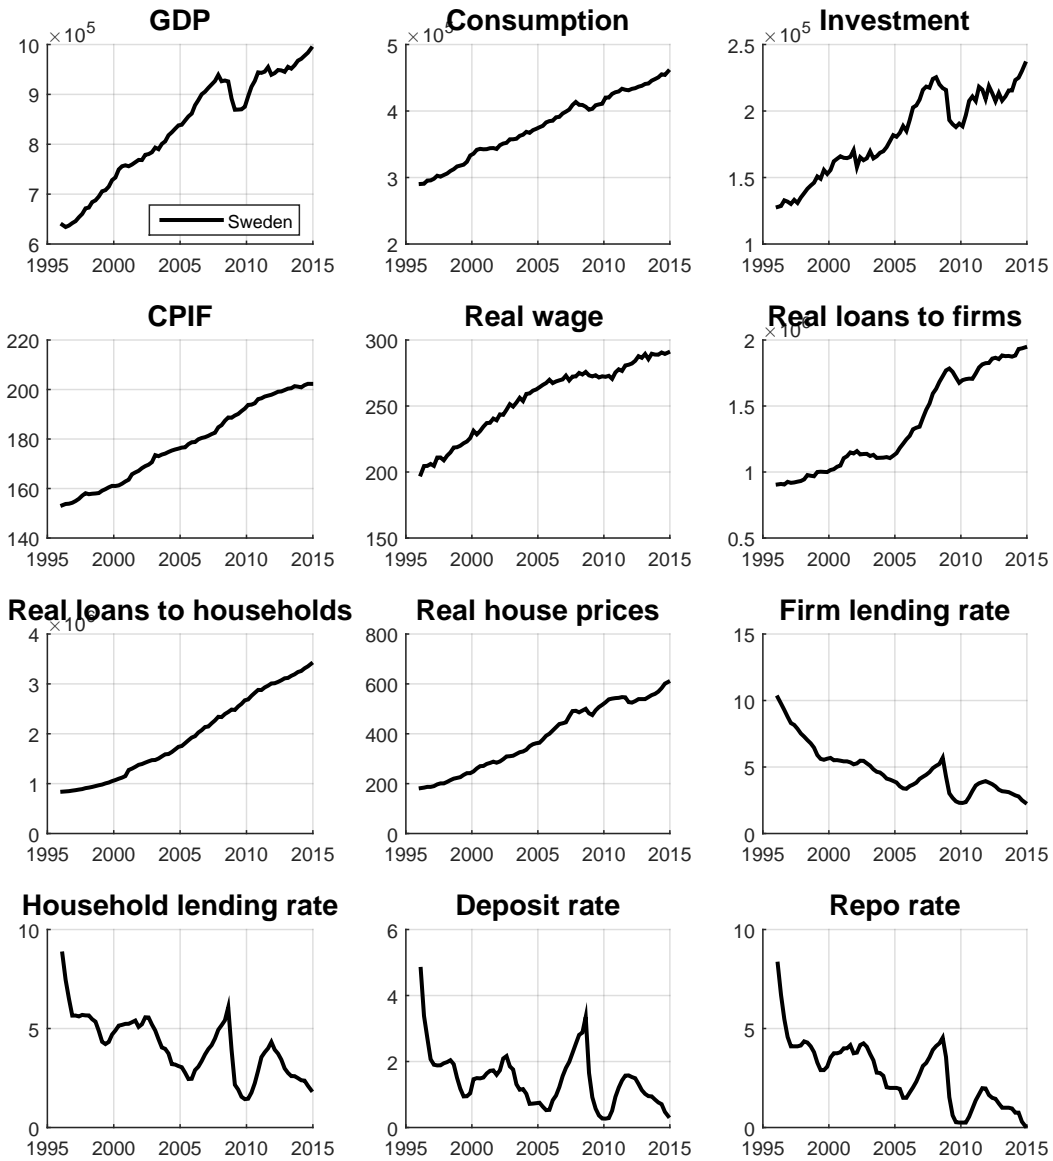 GDP
×10^5
10
9
8
7
6
Sweden
1995 2000 2005 2010 2015
Consumption
×10^5
5
4
3
2
1995 2000 2005 2010 2015
Investment
×10^5
2.5
2
1.5
1
1995 2000 2005 2010 2015
CPIF
220
200
180
160
140
1995 2000 2005 2010 2015
Real wage
300
250
200
150
1995 2000 2005 2010 2015
Real loans to firms
×10^6
2
1.5
1
0.5
1995 2000 2005 2010 2015
Real loans to households
×10^6
4
3
2
1
0
1995 2000 2005 2010 2015
Real house prices
800
600
400
200
0
1995 2000 2005 2010 2015
Firm lending rate
15
10
5
0
1995 2000 2005 2010 2015
Household lending rate
10
5
0
1995 2000 2005 2010 2015
Deposit rate
6
4
2
0
1995 2000 2005 2010 2015
Repo rate
10
5
0
1995 2000 2005 2010 2015